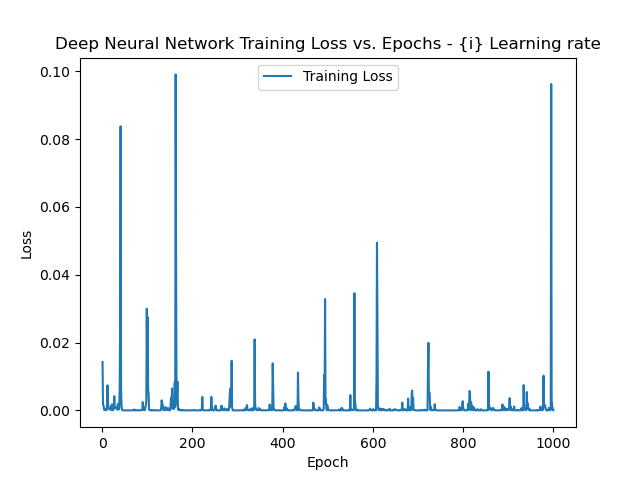 Deep Neural Network Training Loss vs. Epochs - {i} Learning rate
Training Loss
0.10
0.08
0.06
0.04
0.02
0.00
Loss
0 200 400 600 800 1000
Epoch